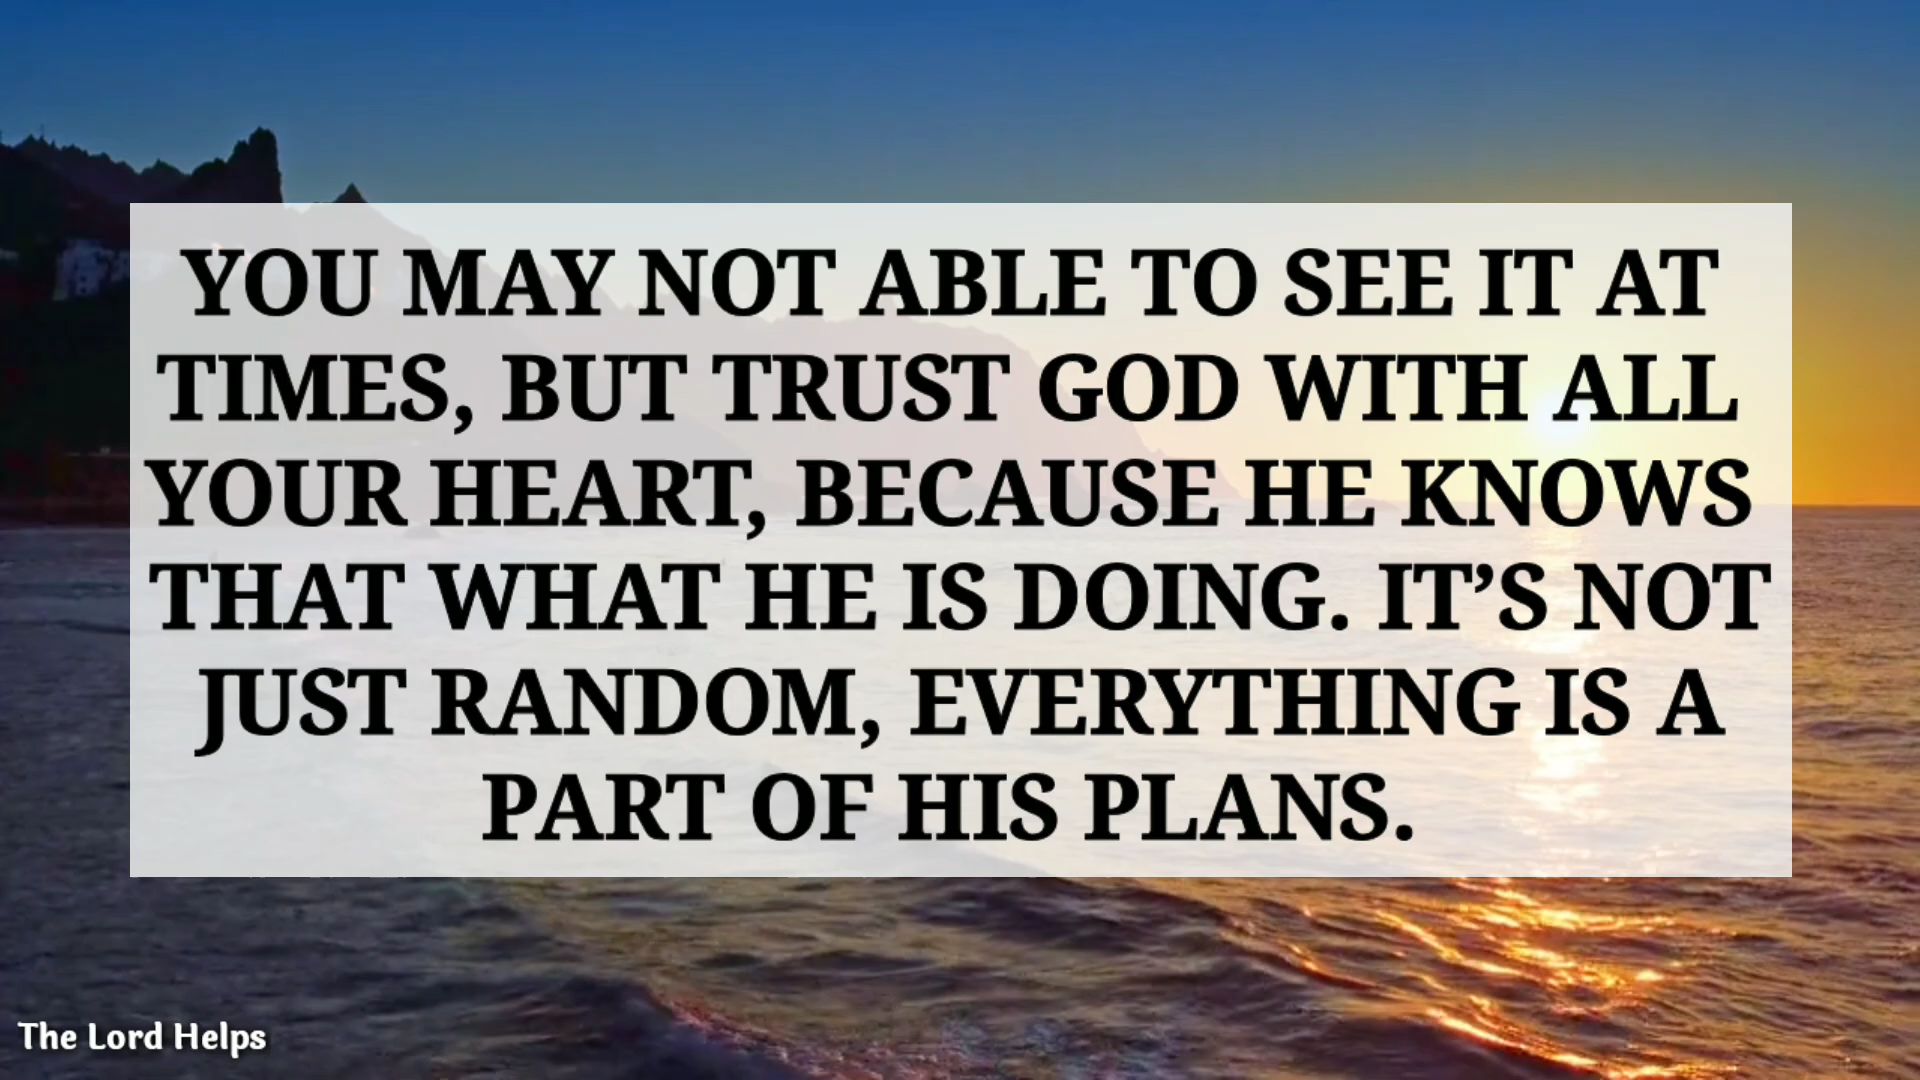 YOU MAY NOT ABLE TO SEE IT AT
TIMES, BUT TRUST GOD WITH ALL
YOUR HEART, BECAUSE HE KNOWS
THAT WHAT HE IS DOING. IT’S NOT
JUST RANDOM, EVERYTHING IS A
PART OF HIS PLANS.
The Lord Helps